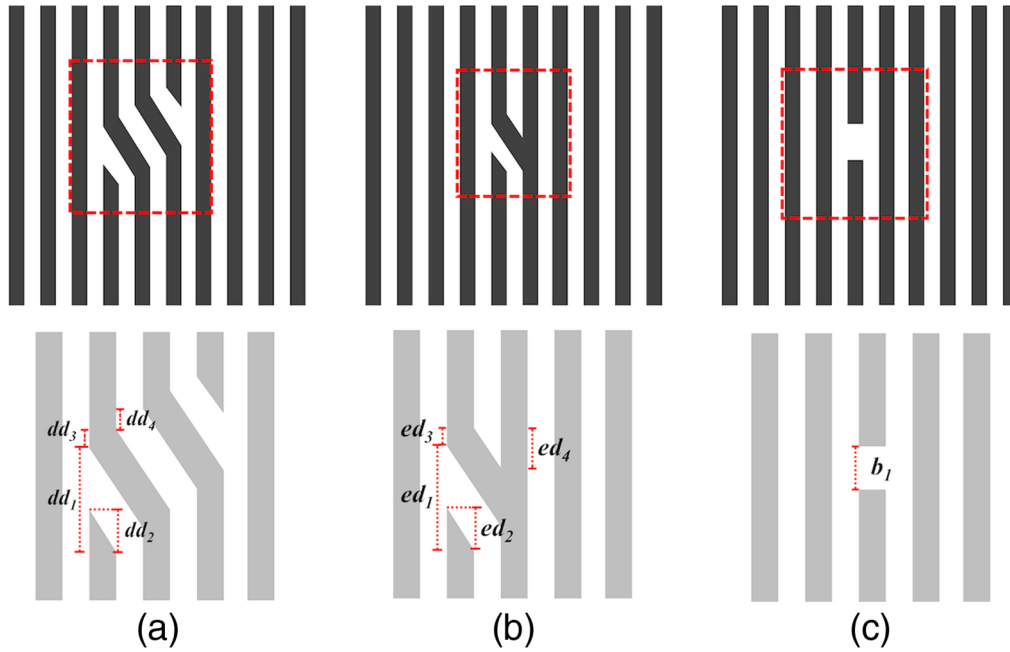 dd₃
dd₄
dd₁
dd₂
ed₃
ed₄
ed₁
ed₂
b₁
(a)
(b)
(c)